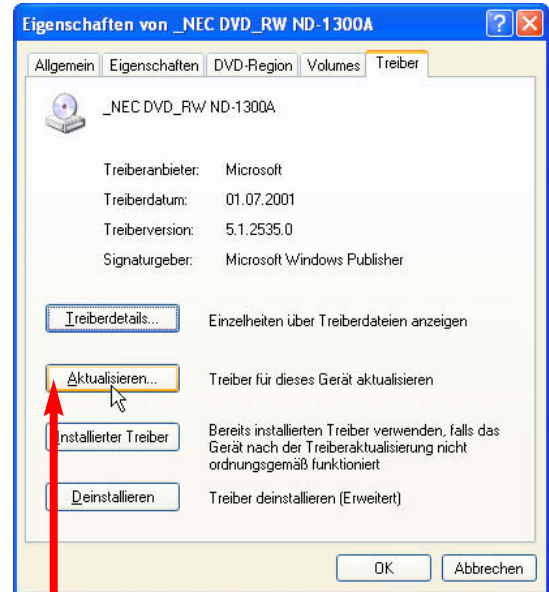 Eigenschaften von _NEC DVD_RW ND-1300A
Allgemein Eigenschaften DVD-Region Volumes Treiber
_NEC DVD_RW ND-1300A
Treiberanbieter: Microsoft
Treiberdatum: 01.07.2001
Treiberversion: 5.1.2535.0
Signaturgeber: Microsoft Windows Publisher
Treiberdetails... Einzelheiten über Treiberdateien anzeigen
Aktualisieren... Treiber für dieses Gerät aktualisieren
Installierter Treiber Bereits installierten Treiber verwenden, falls das
Gerät nach der Treiberaktualisierung nicht
ordnungsgemäß funktioniert
Deinstallieren Treiber deinstallieren (Erweitert)
OK Abbrechen